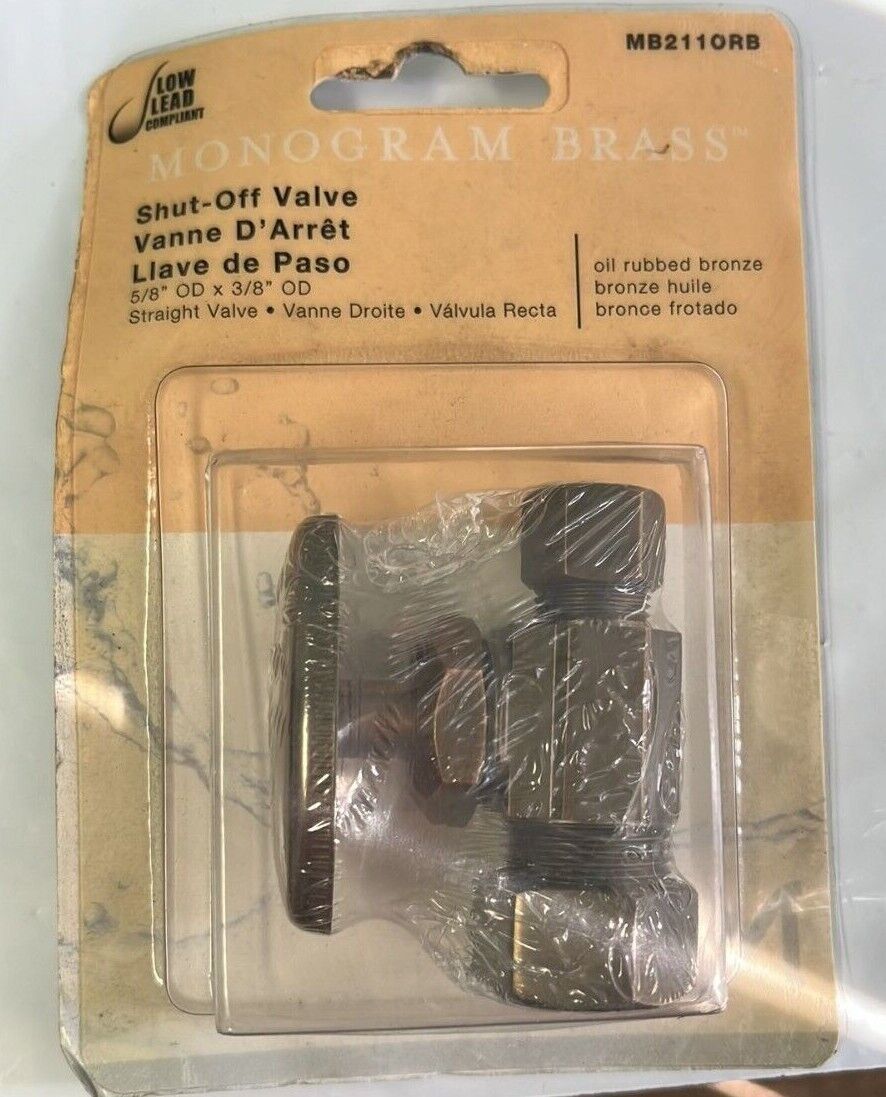 MB2110RB
LOW
LEAD
COMPLIANT
MONOGRAM BRASS™
Shut-Off Valve
Vanne D'Arrêt
Llave de Paso
5/8" OD x 3/8" OD
Straight Valve • Vanne Droite • Válvula Recta
oil rubbed bronze
bronze huile
bronce frotado